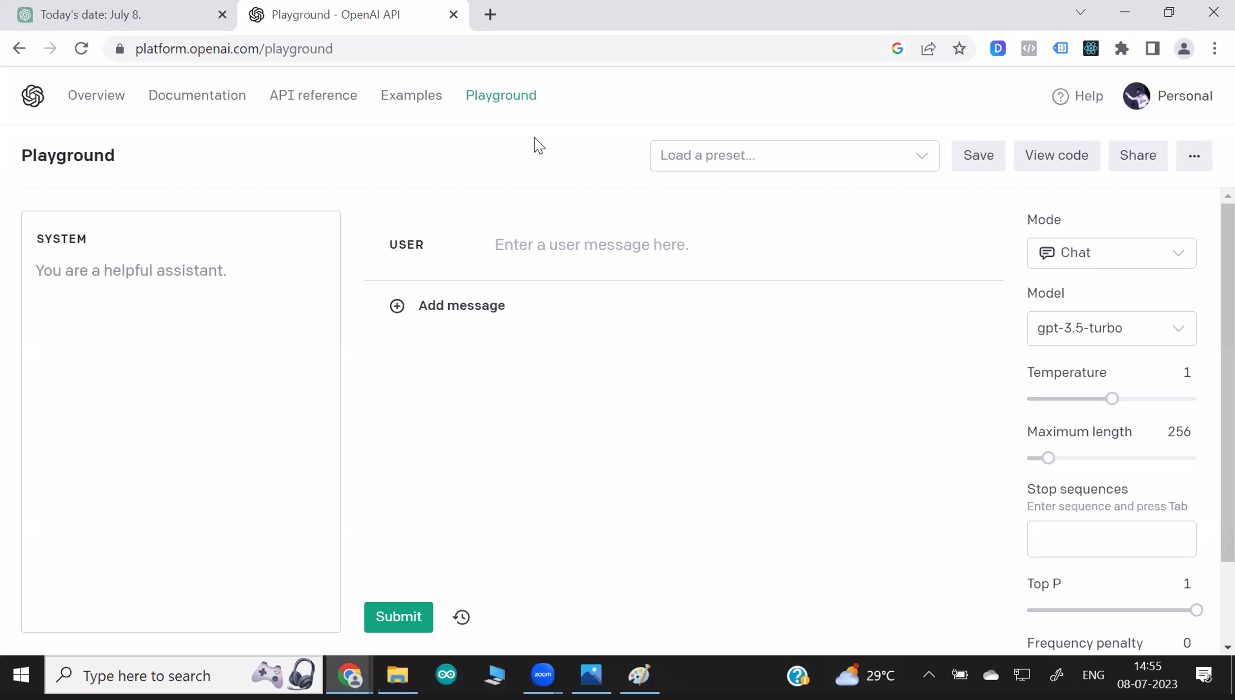 Today's date: July 8.
Playground - OpenAI API
platform.openai.com/playground
Overview
Documentation
API reference
Examples
Playground
Help
Personal
Playground
Load a preset...
Save
View code
Share
...
SYSTEM
You are a helpful assistant.
USER
Enter a user message here.
Add message
Submit
Mode
Chat
Model
gpt-3.5-turbo
Temperature 1
Maximum length 256
Stop sequences
Enter sequence and press Tab
Top P 1
Frequency penalty 0
Type here to search
zoom
29°C
ENG
14:55
08-07-2023